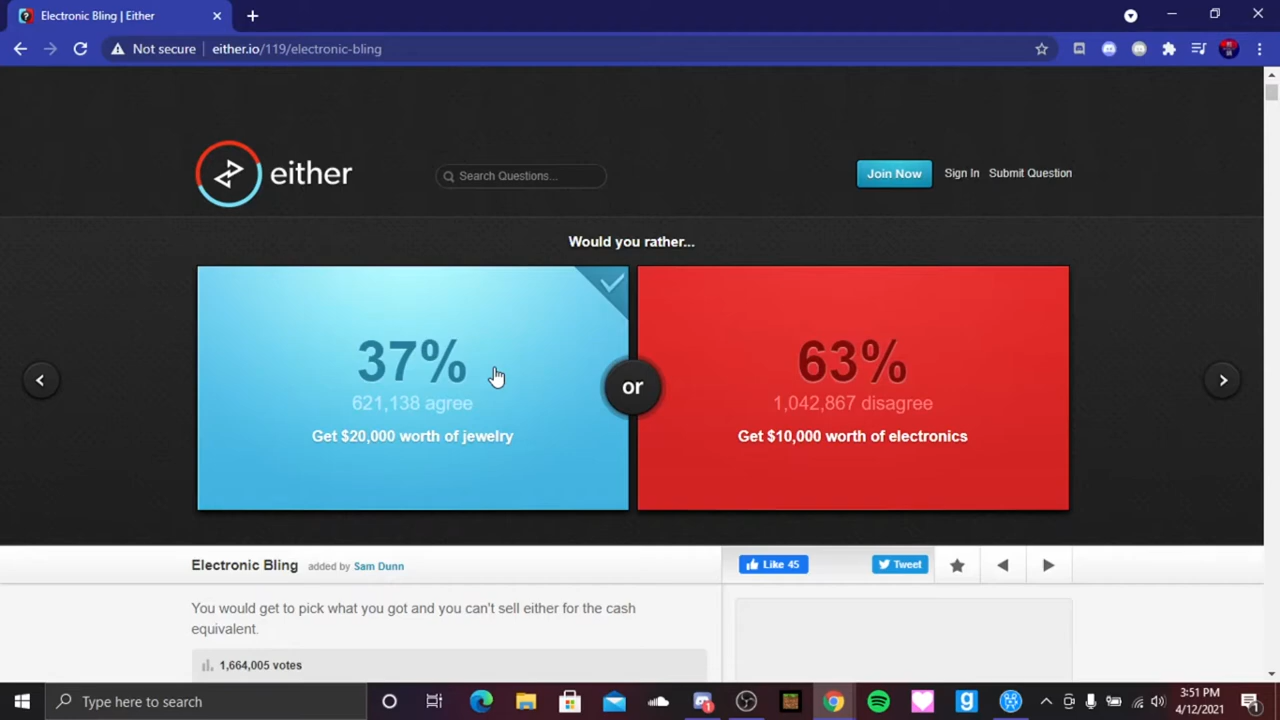 Electronic Bling | Either
Not secure
either.io/119/electronic-bling
either
Search Questions...
Join Now
Sign In
Submit Question
Would you rather...
37%
621,138 agree
Get $20,000 worth of jewelry
or
63%
1,042,867 disagree
Get $10,000 worth of electronics
Electronic Bling added by Sam Dunn
Like 45
Tweet
You would get to pick what you got and you can't sell either for the cash
equivalent.
1,664,005 votes
Type here to search
3:51 PM
4/12/2021